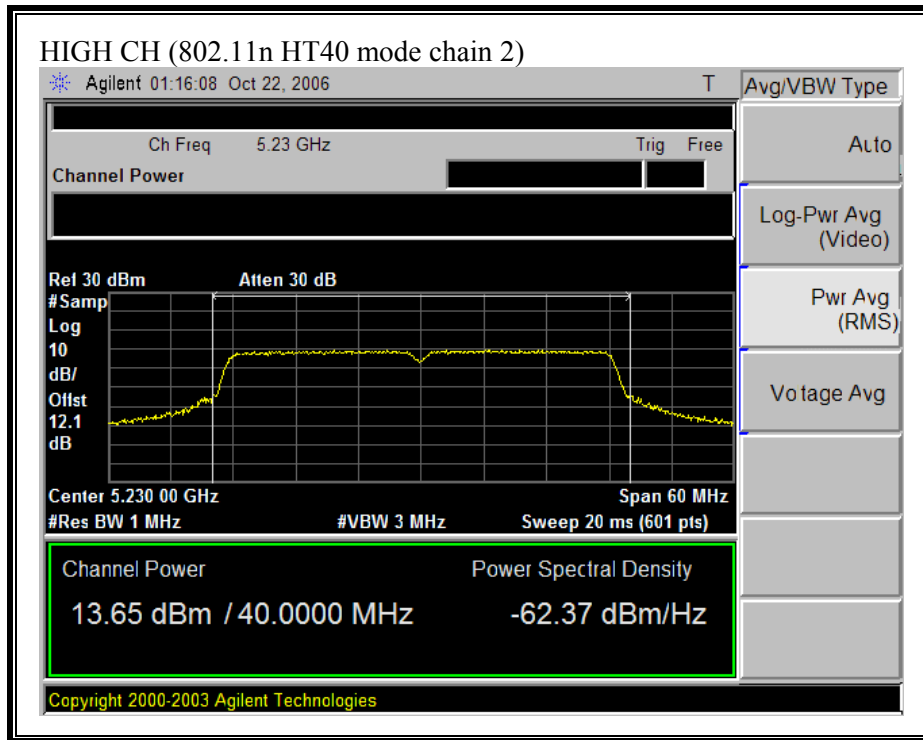 HIGH CH (802.11n HT40 mode chain 2)
Agilent 01:16:08 Oct 22, 2006 T
Avg/VBW Type
Ch Freq 5.23 GHz Trig Free
Channel Power
Auto
Log-Pwr Avg
(Video)
Pwr Avg
(RMS)
Voltage Avg
Ref 30 dBm Atten 30 dB
#Samp
Log
10
dB/
Offst
12.1
dB
Center 5.230 00 GHz Span 60 MHz
#Res BW 1 MHz #VBW 3 MHz Sweep 20 ms (601 pts)
Channel Power Power Spectral Density
13.65 dBm / 40.0000 MHz -62.37 dBm/Hz
Copyright 2000-2003 Agilent Technologies